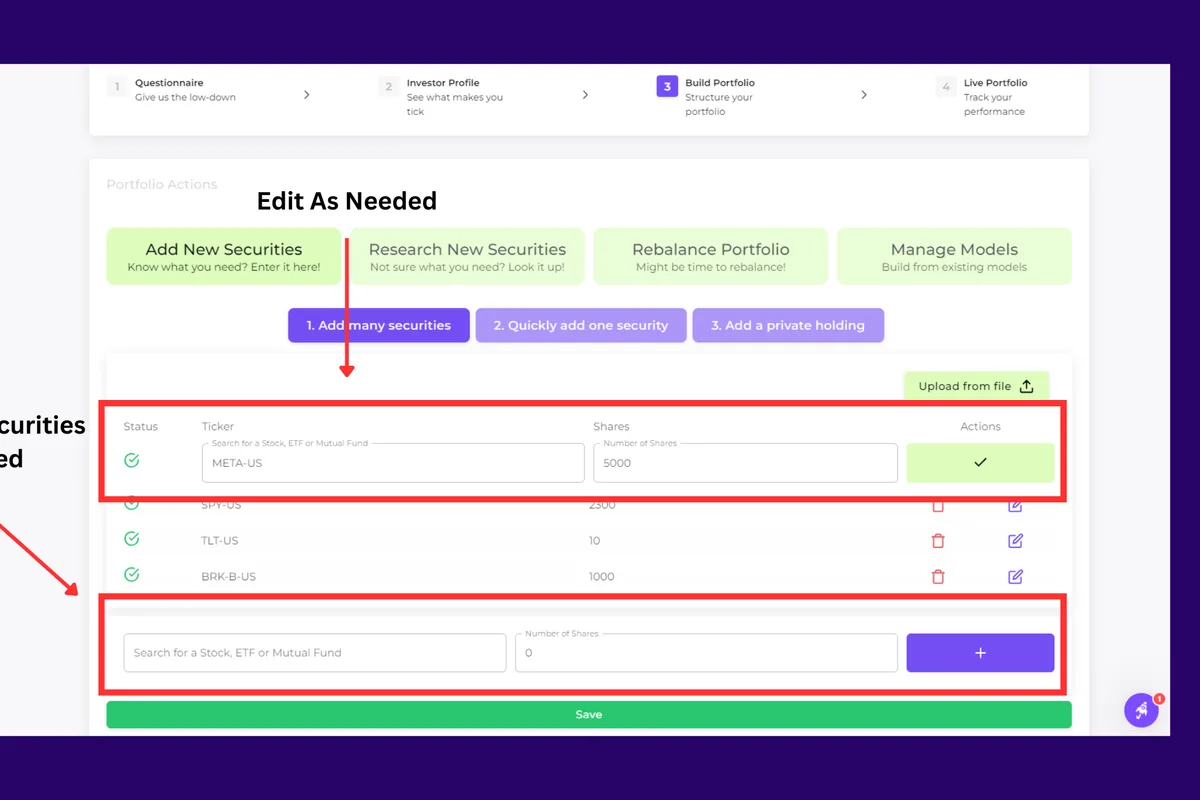 1
Questionnaire
Give us the low-down
2
Investor Profile
See what makes you
tick
3
Build Portfolio
Structure your
portfolio
4
Live Portfolio
Track your
performance
Portfolio Actions
Edit As Needed
Add New Securities
Know what you need? Enter it here!
Research New Securities
Not sure what you need? Look it up!
Rebalance Portfolio
Might be time to rebalance!
Manage Models
Build from existing models
1. Add many securities
2. Quickly add one security
3. Add a private holding
Upload from file
Status
Ticker
Shares
Actions
Search for a Stock, ETF or Mutual Fund
META-US
Number of Shares
5000
SPY-US
2300
TLT-US
10
BRK-B-US
1000
curities
ed
Search for a Stock, ETF or Mutual Fund
Number of Shares
0
+
Save
1